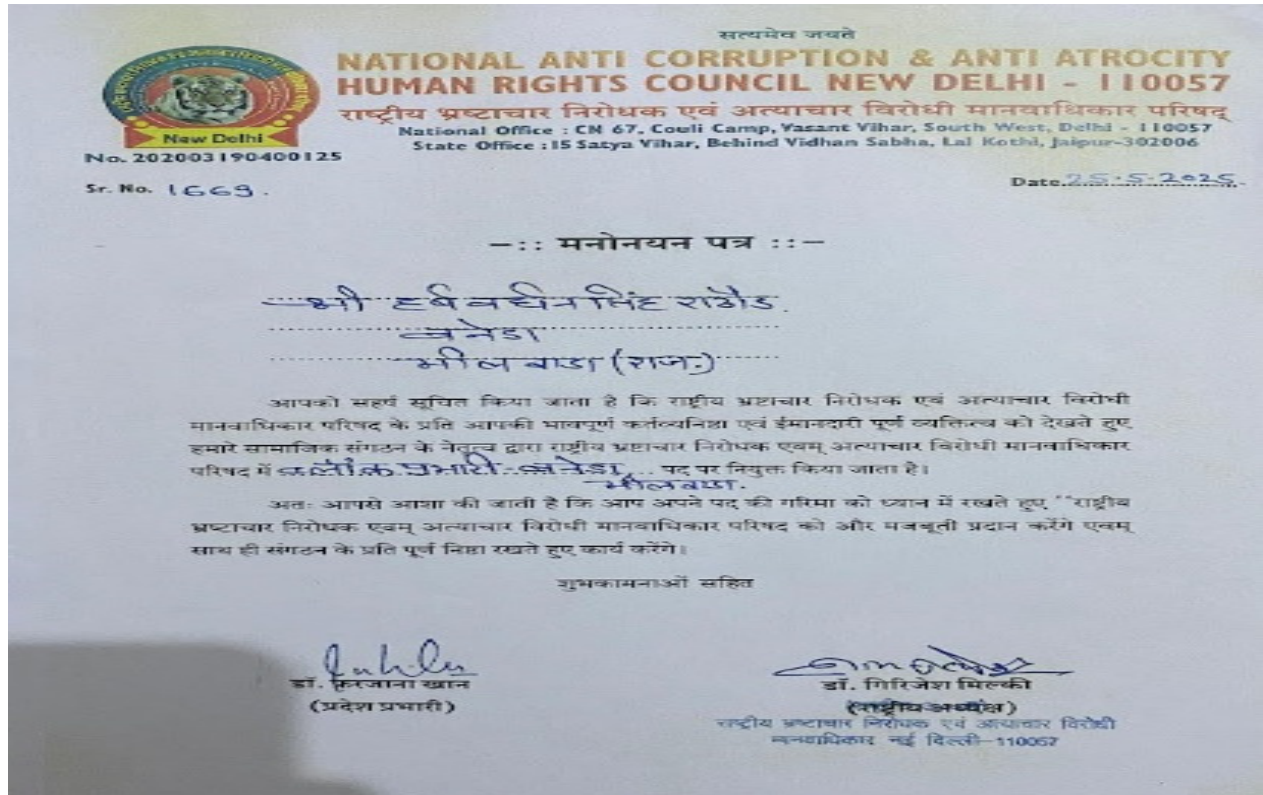 सत्यमेव जयते
NATIONAL ANTI CORRUPTION & ANTI ATROCITY
HUMAN RIGHTS COUNCIL NEW DELHI - 110057
राष्ट्रीय भ्रष्टाचार निरोधक एवं अत्याचार विरोधी मानवाधिकार परिषद्
National Office : CN 67, Couli Camp, Vasant Vihar, South West, Delhi - 110057
State Office : 15 Satya Vihar, Behind Vidhan Sabha, Lal Kothi, Jaipur-302006
New Delhi
No. 202003190400125
Sr. No. 1669.
Date. 25.5.2025
-:: मनोनयन पत्र ::-
श्री हर्षवर्धन सिंह राठौड
बनेडा
भीलवाडा (राज.)
आपको सहर्ष सूचित किया जाता है कि राष्ट्रीय भ्रष्टाचार निरोधक एवं अत्याचार विरोधी
मानवाधिकार परिषद के प्रति आपकी भावपूर्ण कर्तव्यनिष्ठा एवं ईमानदारी पूर्ण व्यक्तित्व को देखते हुए
हमारे सामाजिक संगठन के नेतृत्व द्वारा राष्ट्रीय भ्रष्टाचार निरोधक एवम् अत्याचार विरोधी मानवाधिकार
परिषद में ब्लॉक प्रभारी बनेडा, पद पर नियुक्त किया जाता है।
भीलवाडा.
अतः आपसे आशा की जाती है कि आप अपने पद की गरिमा को ध्यान में रखते हुए "राष्ट्रीय
भ्रष्टाचार निरोधक एवम् अत्याचार विरोधी मानवाधिकार परिषद को और मजबूती प्रदान करेंगे एवम्
साथ ही संगठन के प्रति पूर्ण निष्ठा रखते हुए कार्य करेंगे।
शुभकामनाओं सहित
डॉ. फ़रजाना खान
(प्रदेश प्रभारी)
डॉ. गिरिजेश मिल्की
(राष्ट्रीय अध्यक्ष)
राष्ट्रीय भ्रष्टाचार निरोधक एवं अत्याचार विरोधी
मानवाधिकार नई दिल्ली-110057